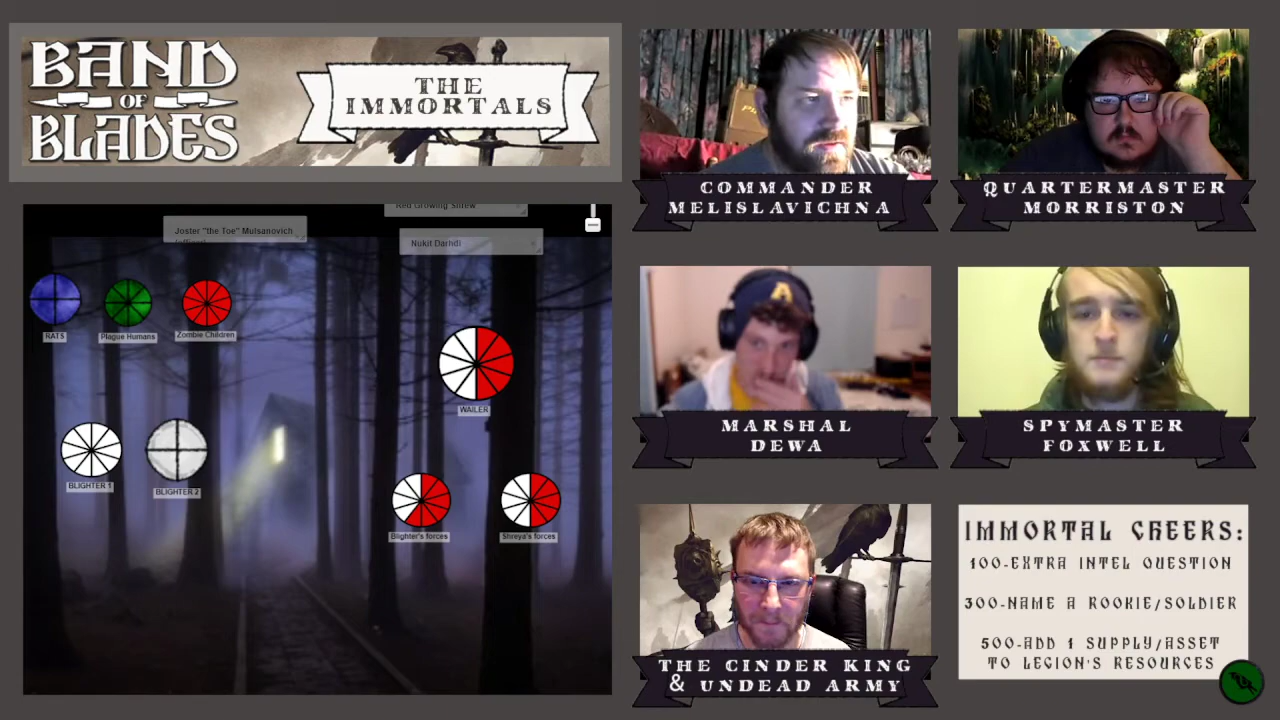 BAND
OF
BLADES
THE
IMMORTALS
COMMANDER
MELISLAVICHNA
QUARTERMASTER
MORRISTON
Red Growing Shrew
Joster "the Toe" Mulsanovich
(officer)
Nukit Darhdi
RATS
Plague Humans
Zombie Children
WAILER
BLIGHTER 1
BLIGHTER 2
Blighter's forces
Shreya's forces
MARSHAL
DEWA
SPYMASTER
FOXWELL
THE CINDER KING
& UNDEAD ARMY
IMMORTAL CHEERS:
100-EXTRA INTEL QUESTION
300-NAME A ROOKIE/SOLDIER
500-ADD 1 SUPPLY/ASSET
TO LEGION'S RESOURCES